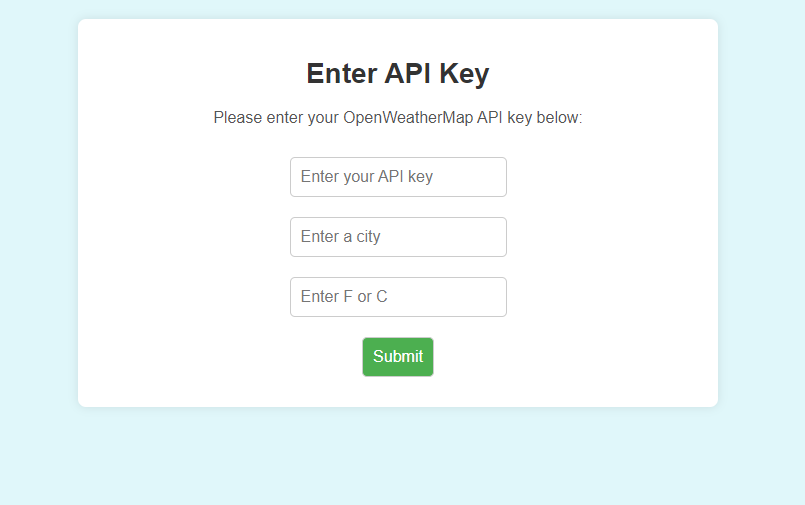 Enter API Key
Please enter your OpenWeatherMap API key below:
Enter your API key
Enter a city
Enter F or C
Submit